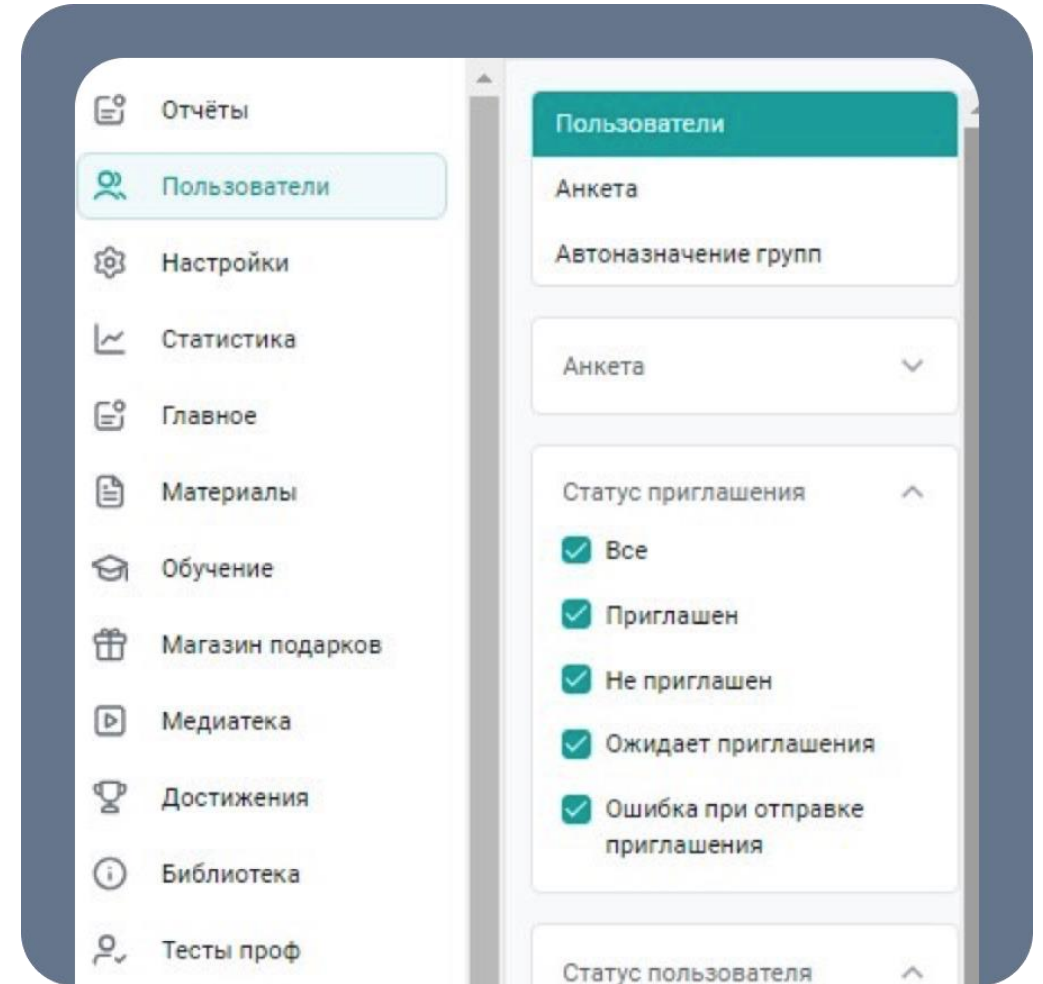 Отчёты
Пользователи
Настройки
Статистика
Главное
Материалы
Обучение
Магазин подарков
Медиатека
Достижения
Библиотека
Тесты проф
Пользователи
Анкета
Автоназначение групп
Анкета
Статус приглашения
Все
Приглашен
Не приглашен
Ожидает приглашения
Ошибка при отправке
приглашения
Статус пользователя